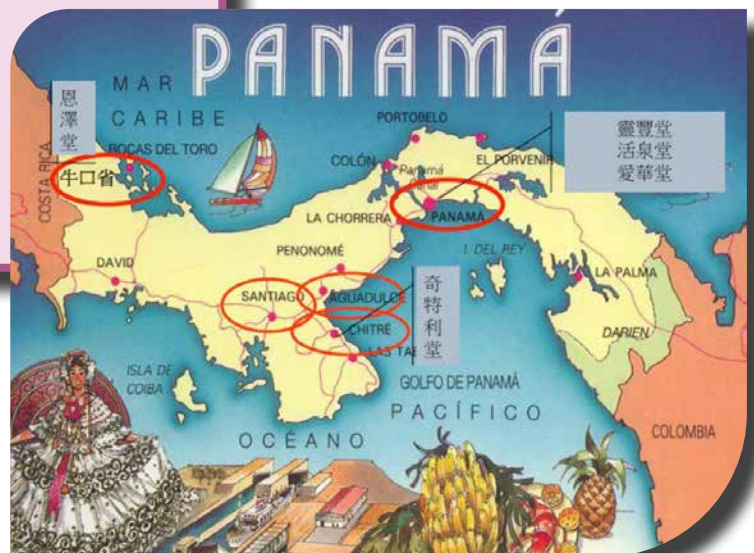 PANAMÁ
MAR
CARIBE
恩澤堂
BOCAS DEL TORO
牛口省
COSTA RICA
PORTOBELO
COLÓN
Panamá
EL PORVENIR
靈豐堂
活泉堂
愛華堂
LA CHORRERA
PANAMÁ
PENONOMÉ
I. DEL REY
DAVID
SANTIAGO
AGUADULCE
奇特利堂
LA PALMA
CHITRÉ
DARIEN
LAS
ISLA DE
COIBA
GOLFO DE PANAMÁ
PACÍFICO
OCÉANO
COLOMBIA